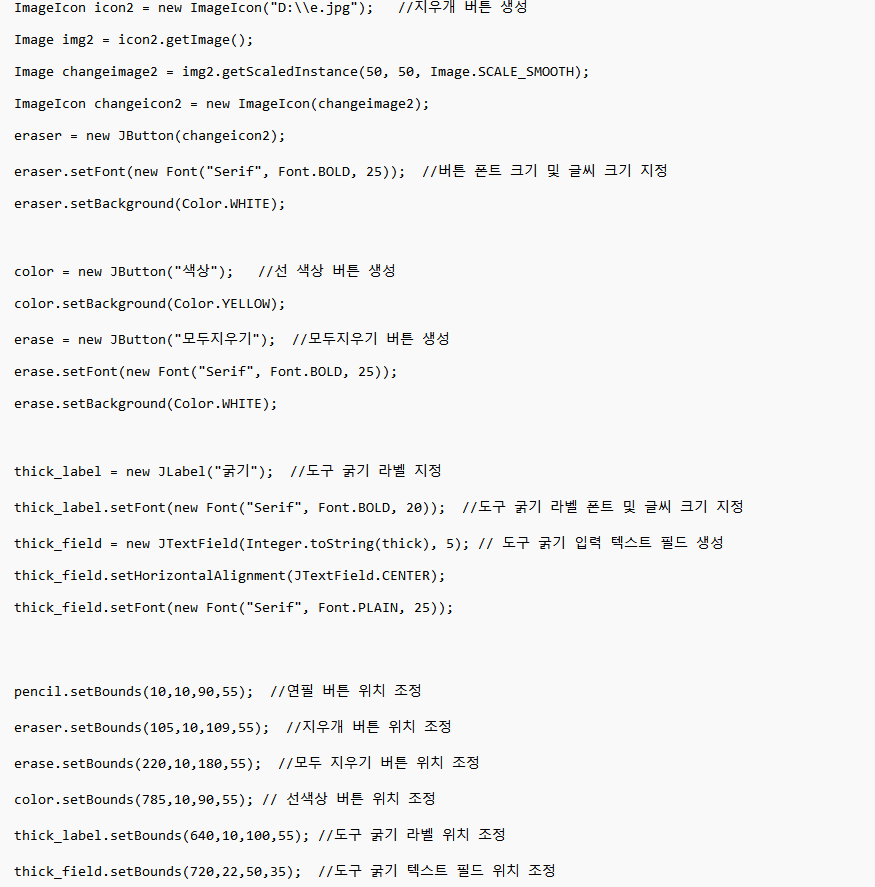 ImageIcon icon2 = new ImageIcon("D:\\e.jpg");   //지우개 버튼 생성
Image img2 = icon2.getImage();
Image changeimage2 = img2.getScaledInstance(50, 50, Image.SCALE_SMOOTH);
ImageIcon changeicon2 = new ImageIcon(changeimage2);
eraser = new JButton(changeicon2);
eraser.setFont(new Font("Serif", Font.BOLD, 25));  //버튼 폰트 크기 및 글씨 크기 지정
eraser.setBackground(Color.WHITE);
color = new JButton("색상");   //선 색상 버튼 생성
color.setBackground(Color.YELLOW);
erase = new JButton("모두지우기");  //모두지우기 버튼 생성
erase.setFont(new Font("Serif", Font.BOLD, 25));
erase.setBackground(Color.WHITE);
thick_label = new JLabel("굵기");  //도구 굵기 라벨 지정
thick_label.setFont(new Font("Serif", Font.BOLD, 20));  //도구 굵기 라벨 폰트 및 글씨 크기 지정
thick_field = new JTextField(Integer.toString(thick), 5); // 도구 굵기 입력 텍스트 필드 생성
thick_field.setHorizontalAlignment(JTextField.CENTER);
thick_field.setFont(new Font("Serif", Font.PLAIN, 25));
pencil.setBounds(10,10,90,55);  //연필 버튼 위치 조정
eraser.setBounds(105,10,109,55);  //지우개 버튼 위치 조정
erase.setBounds(220,10,180,55);  //모두 지우기 버튼 위치 조정
color.setBounds(785,10,90,55); // 선색상 버튼 위치 조정
thick_label.setBounds(640,10,100,55); //도구 굵기 라벨 위치 조정
thick_field.setBounds(720,22,50,35);  //도구 굵기 텍스트 필드 위치 조정